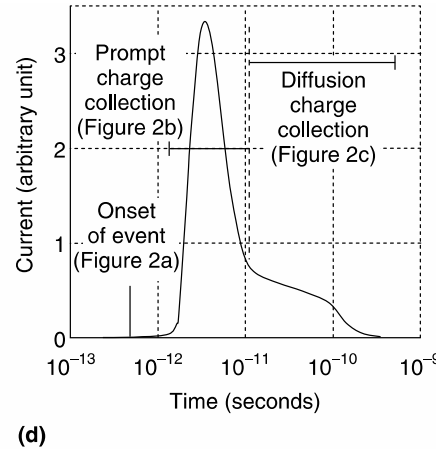 3
2
1
0
Current (arbitrary unit)
Prompt
charge
collection
(Figure 2b)
Diffusion
charge
collection
(Figure 2c)
Onset
of event
(Figure 2a)
10⁻¹³
10⁻¹²
10⁻¹¹
10⁻¹⁰
10⁻⁹
Time (seconds)
(d)